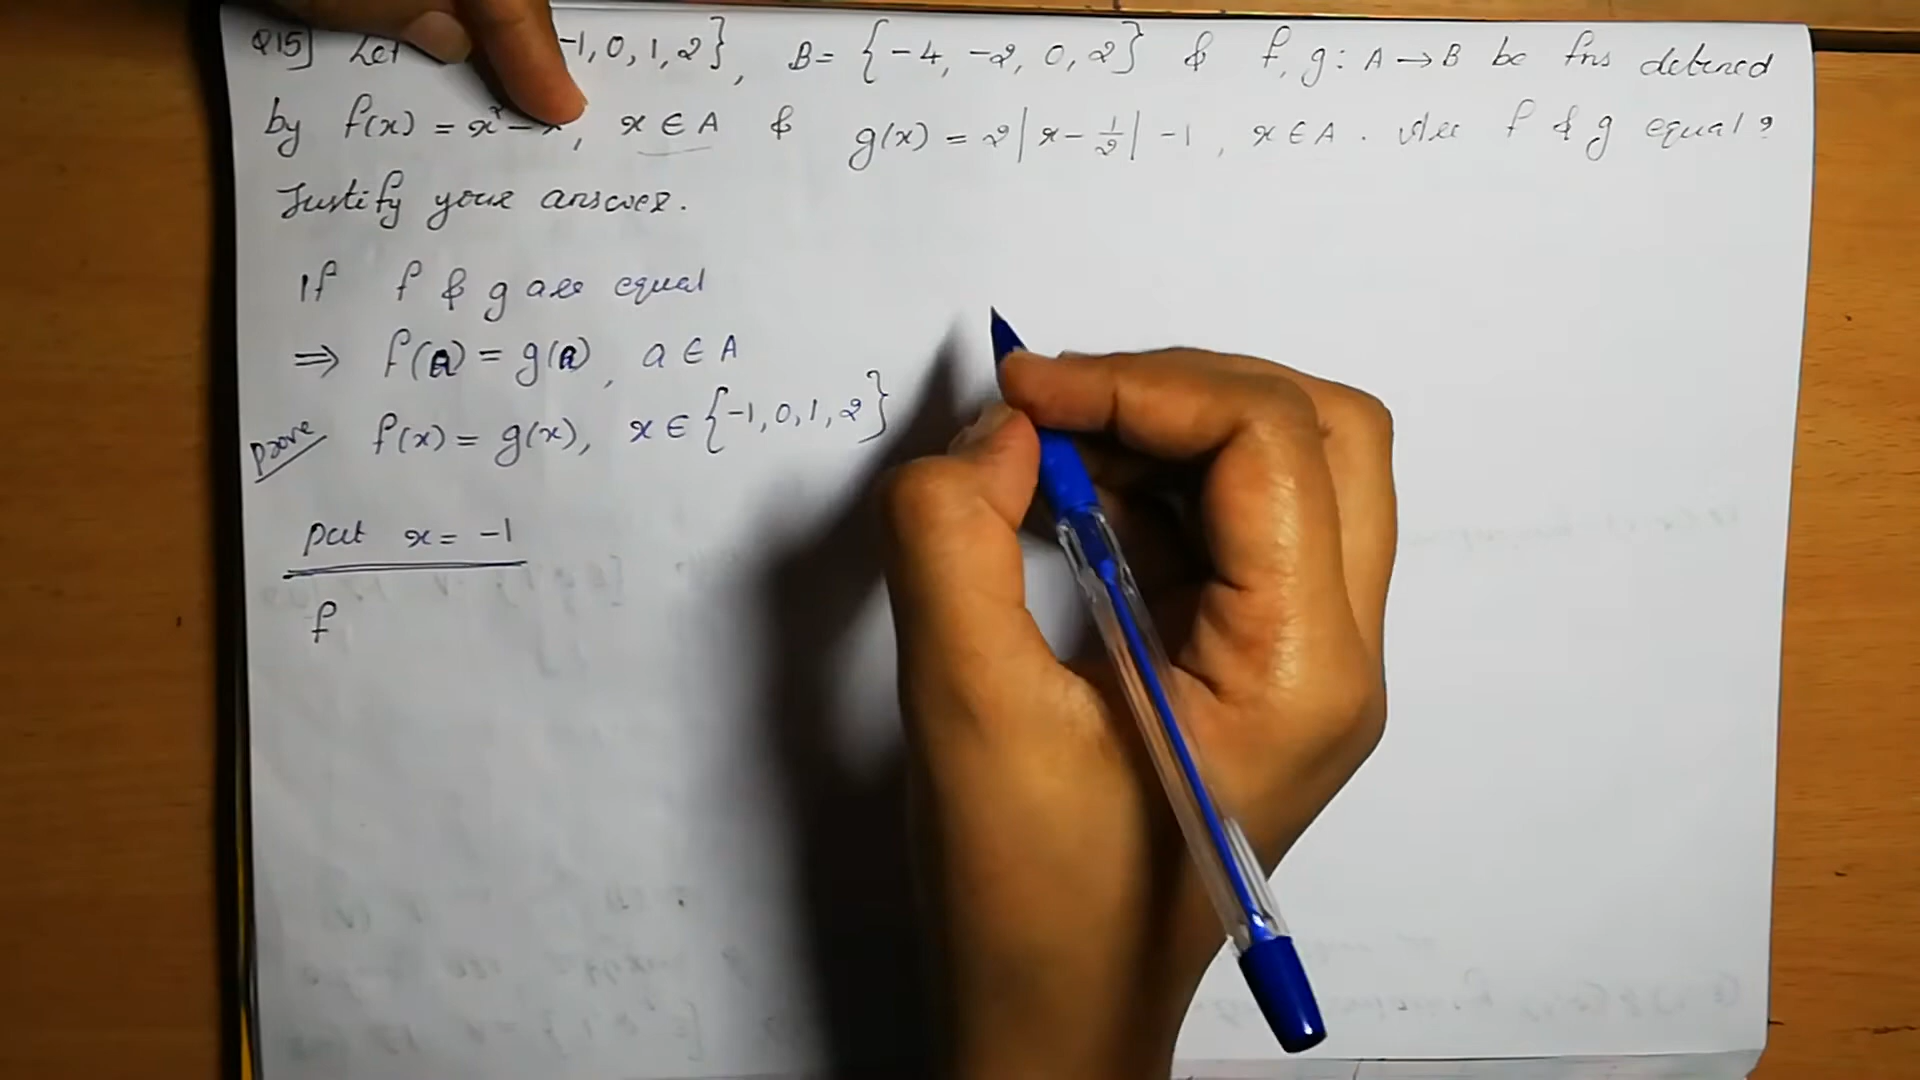 Q15] Let -1, 0, 1, 2}, B = {-4, -2, 0, 2} & f, g : A → B be fns defined
by f(x) = x² - x, x ∈ A & g(x) = 2|x - 1/2| - 1, x ∈ A. Are f & g equal?
Justify your answer.
If f & g are equal
⇒ f(a) = g(a), a ∈ A
Prove f(x) = g(x), x ∈ {-1, 0, 1, 2}
put x = -1
f